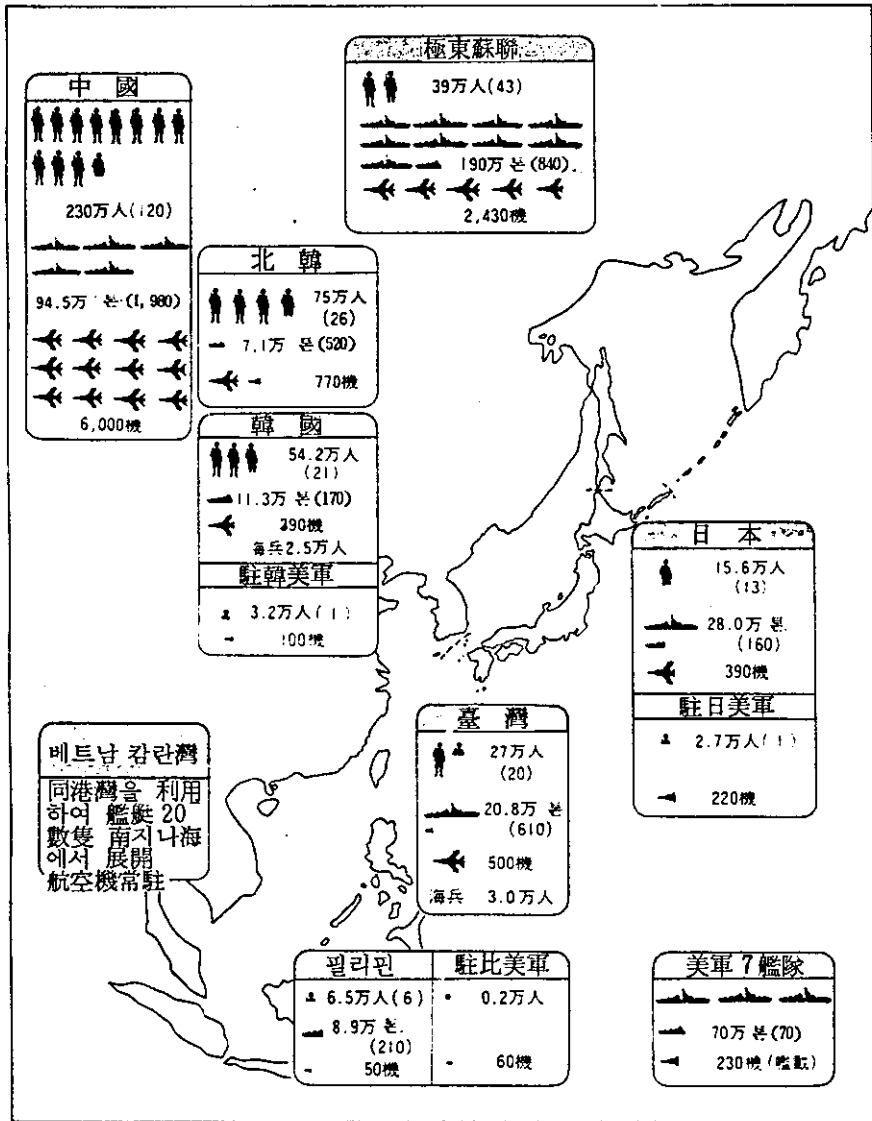 極東蘇聯
39万人(43)
190万 톤(840)
2,430機
中國
230万人(120)
94.5万 톤(1,980)
6,000機
北韓
75万人
(26)
7.1万 톤(520)
770機
韓國
54.2万人
(21)
11.3万 톤(170)
390機
海兵2.5万人
駐韓美軍
3.2万人(1)
100機
日本
15.6万人
(13)
28.0万 톤
(160)
390機
駐日美軍
2.7万人(1)
220機
臺灣
27万人
(20)
20.8万 톤
(610)
500機
海兵 3.0万人
베트남 캄란灣
同港灣을 利用
하여 艦艇 20
數隻 南지나海
에서 展開
航空機常駐
필리핀
6.5万人(6)
8.9万 톤
(210)
50機
駐比美軍
0.2万人
60機
美軍 7艦隊
70万 톤(70)
230機(艦載)